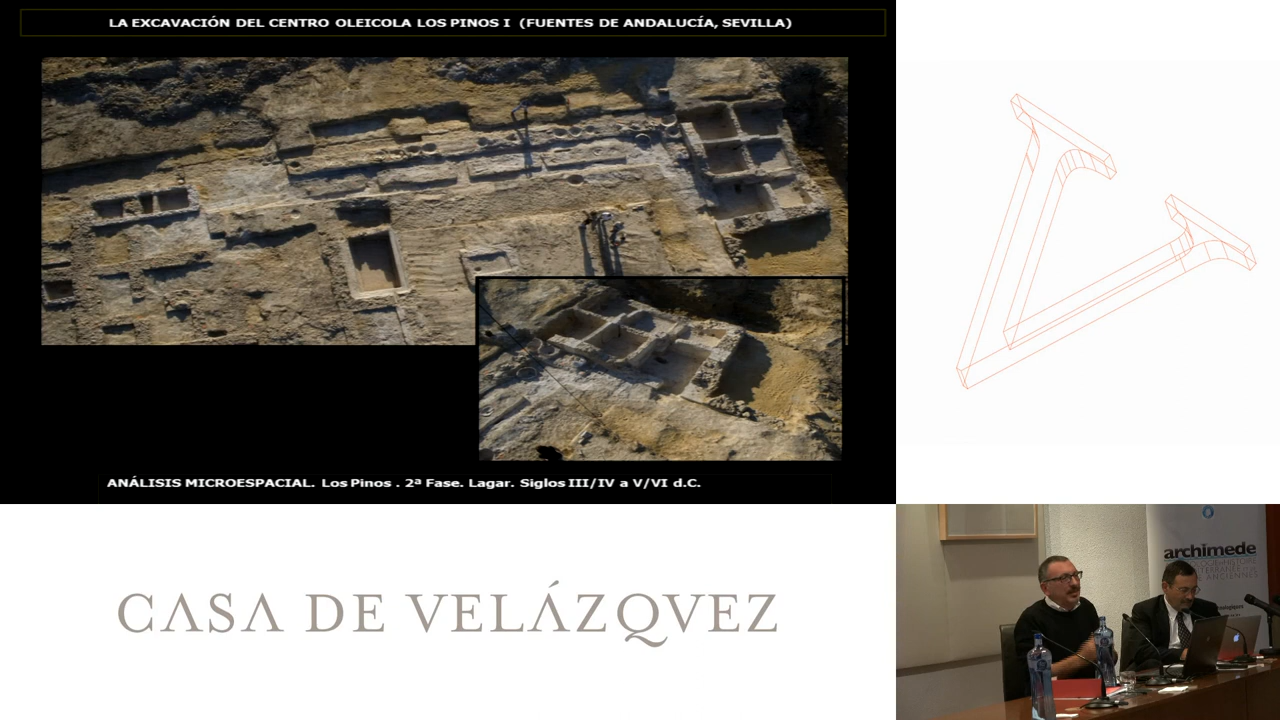 LA EXCAVACIÓN DEL CENTRO OLEICOLA LOS PINOS I (FUENTES DE ANDALUCÍA, SEVILLA)
ANÁLISIS MICROESPACIAL. Los Pinos . 2ª Fase. Lagar. Siglos III/IV a V/VI d.C.
CASA DE VELÁZQVEZ
archimede